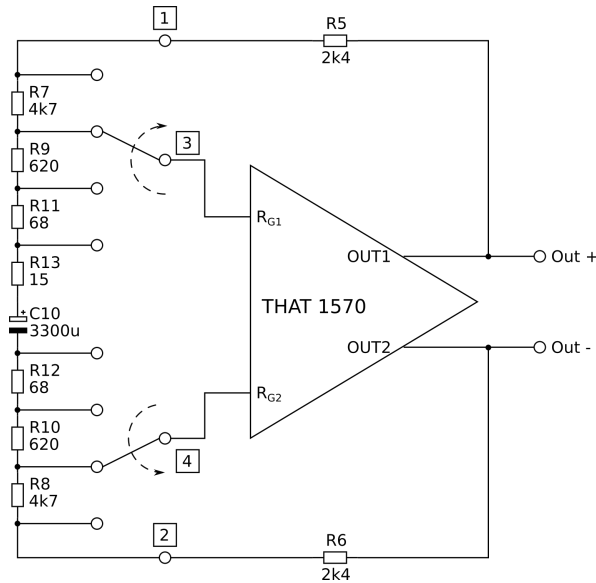 1
R5
2k4
R7
4k7
3
R9
620
R11
68
RG1
R13
15
OUT1
Out +
+
C10
3300u
THAT 1570
OUT2
Out -
R12
68
RG2
R10
620
4
R8
4k7
2
R6
2k4